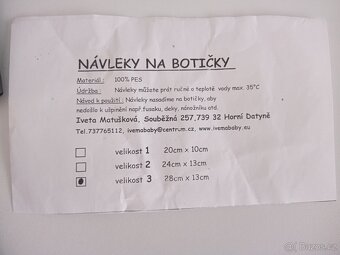 NÁVLEKY NA BOTIČKY
Materiál : 100% PES
Údržba : Návleky můžete prát ručně o teplotě vody max. 35°C
Návod k použití : Návleky nasadíme na botičky, aby
nedošlo k ušpinění fusaku, deky, nánožníku atd.
Iveta Matušková, Souběžná 257,739 32 Horní Datyně
Tel.737765112, ivemababy@centrum.cz, www.ivemababy.eu
velikost 1 20cm x 10cm
velikost 2 24cm x 13cm
velikost 3 28cm x 13cm